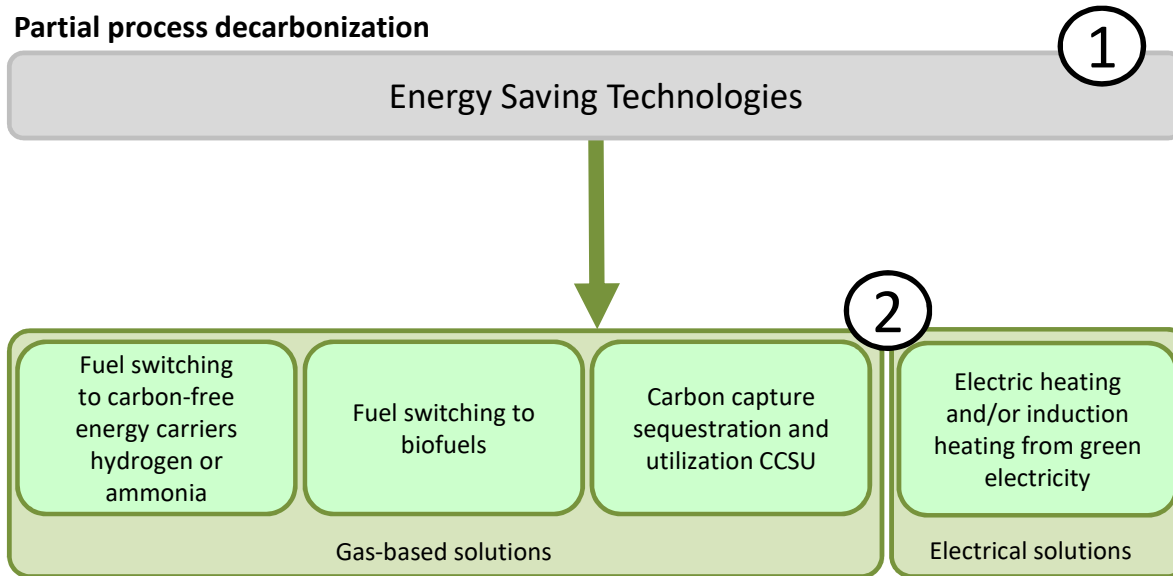 Partial process decarbonization
1
Energy Saving Technologies
2
Fuel switching
to carbon-free
energy carriers
hydrogen or
ammonia
Fuel switching to
biofuels
Carbon capture
sequestration and
utilization CCSU
Electric heating
and/or induction
heating from green
electricity
Gas-based solutions
Electrical solutions